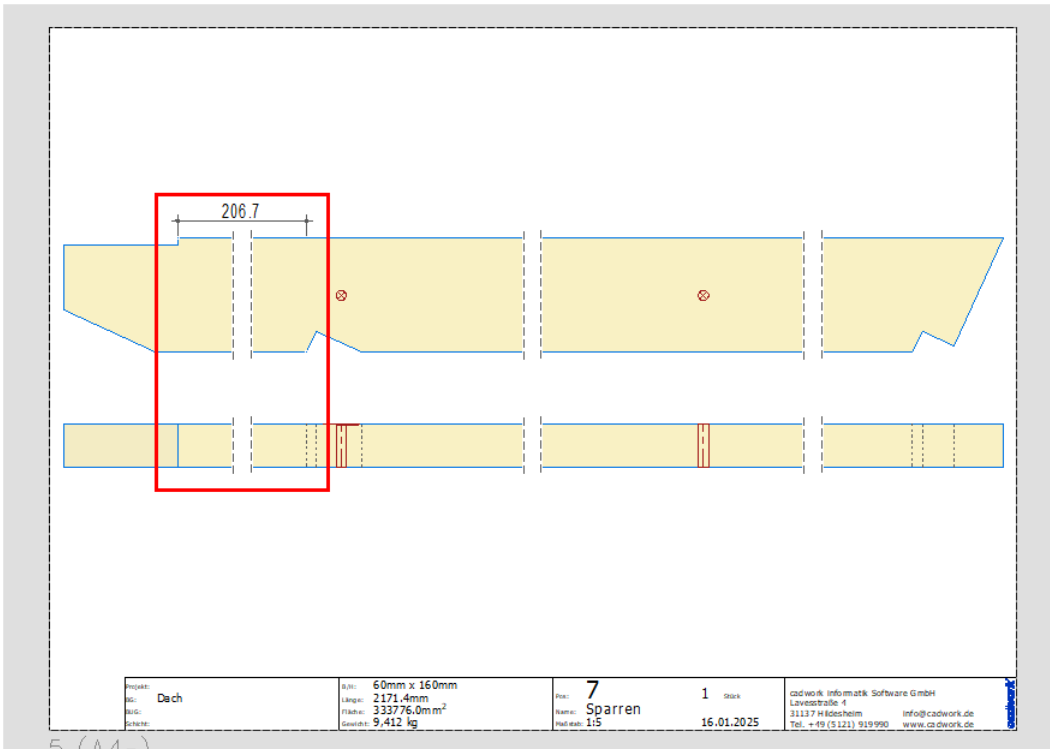 206.7
Projekt:
BG: Dach
BUG:
Schicht:
B/H: 60mm x 160mm
Länge: 2171.4mm
Fläche: 333776.0mm²
Gewicht: 9,412 kg
Pos: 7 1 Stück
Name: Sparren
Maßstab: 1:5 16.01.2025
cadwork informatik Software GmbH
Lavesstraße 4
31137 Hildesheim info@cadwork.de
Tel. +49 (5121) 919990 www.cadwork.de
cadwork
5 (A4 )